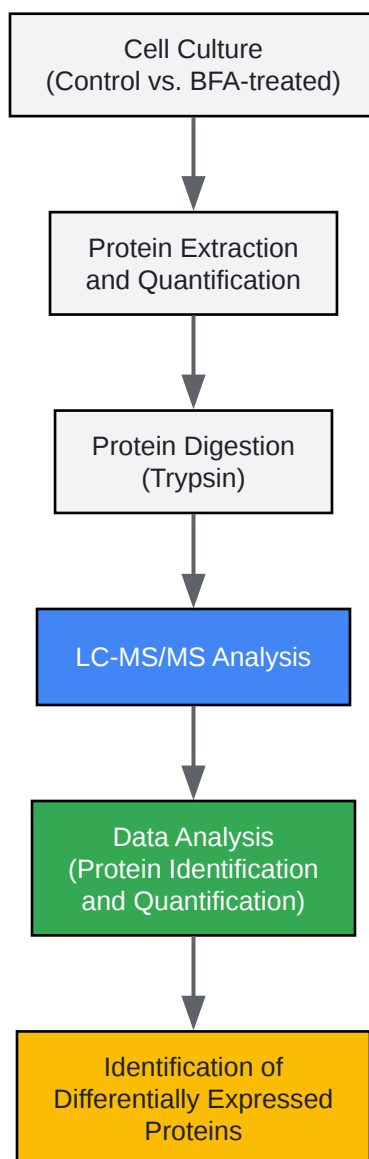 Cell Culture
(Control vs. BFA-treated)
Protein Extraction
and Quantification
Protein Digestion
(Trypsin)
LC-MS/MS Analysis
Data Analysis
(Protein Identification
and Quantification)
Identification of
Differentially Expressed
Proteins